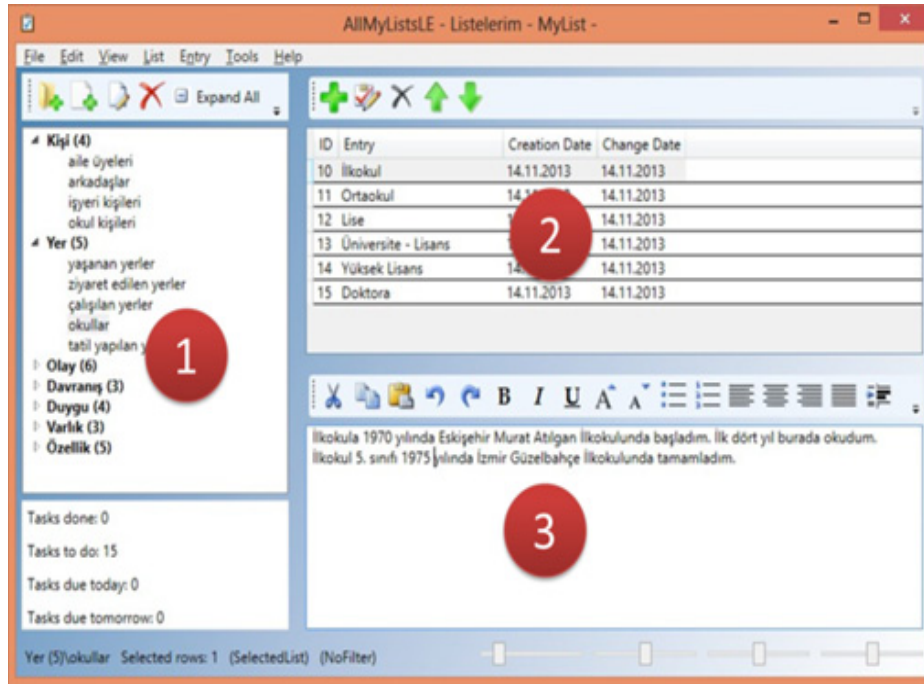 AllMyListsLE - Listelerim - MyList -
File Edit View List Entry Tools Help
Expand All
Kişi (4)
aile üyeleri
arkadaşlar
işyeri kişileri
okul kişileri
Yer (5)
yaşanan yerler
ziyaret edilen yerler
çalışılan yerler
okullar
tatil yapılan
Olay (6)
Davranış (3)
Duygu (4)
Varlık (3)
Özellik (5)
1
Tasks done: 0
Tasks to do: 15
Tasks due today: 0
Tasks due tomorrow: 0
ID Entry Creation Date Change Date
10 İlkokul 14.11.2013 14.11.2013
11 Ortaokul 14.11.2013
12 Lise 14.11.2013
13 Üniversite - Lisans 14.11.2013
14 Yüksek Lisans 14.11.2013
15 Doktora 14.11.2013 14.11.2013
2
B I U A A
İlkokula 1970 yılında Eskişehir Murat Atılgan İlkokulunda başladım. İlk dört yıl burada okudum.
İlkokul 5. sınıfı 1975 yılında İzmir Güzelbahçe İlkokulunda tamamladım.
3
Yer (5)\okullar Selected rows: 1 (SelectedList) (NoFilter)